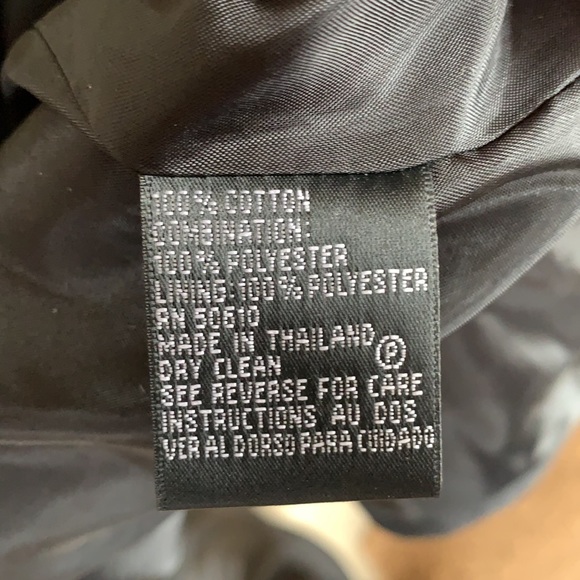 100% COTTON
COMBINATION:
100% POLYESTER
LINING:100% POLYESTER
RN 50610
MADE IN THAILAND
DRY CLEAN Ⓟ
SEE REVERSE FOR CARE
INSTRUCTIONS AU DOS
VER AL DORSO PARA CUIDADO